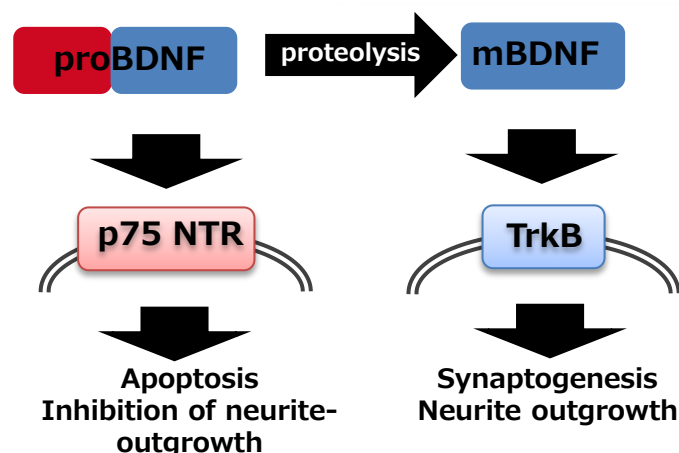 proBDNF
proteolysis
mBDNF
p75 NTR
TrkB
Apoptosis
Inhibition of neurite-
outgrowth
Synaptogenesis
Neurite outgrowth